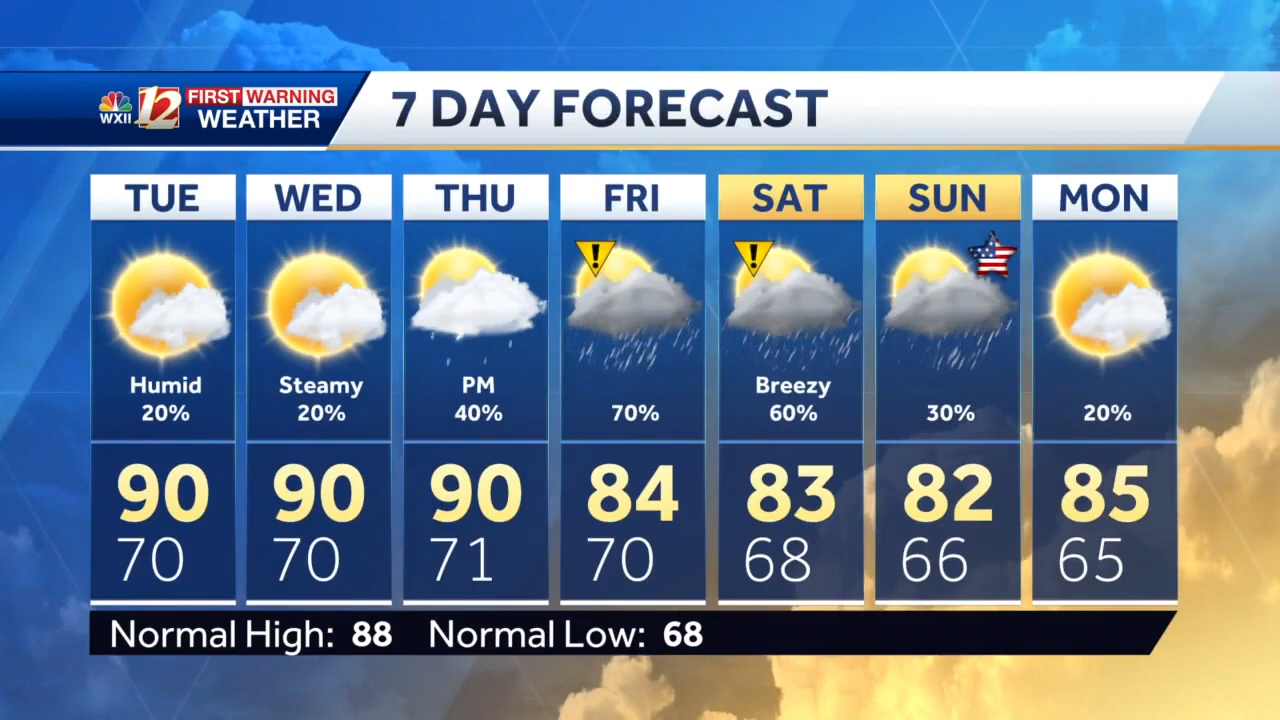 WXII 12 FIRST WARNING
WEATHER
7 DAY FORECAST
TUE WED THU FRI SAT SUN MON
! !
Humid Steamy PM Breezy
20% 20% 40% 70% 60% 30% 20%
90 90 90 84 83 82 85
70 70 71 70 68 66 65
Normal High: 88 Normal Low: 68